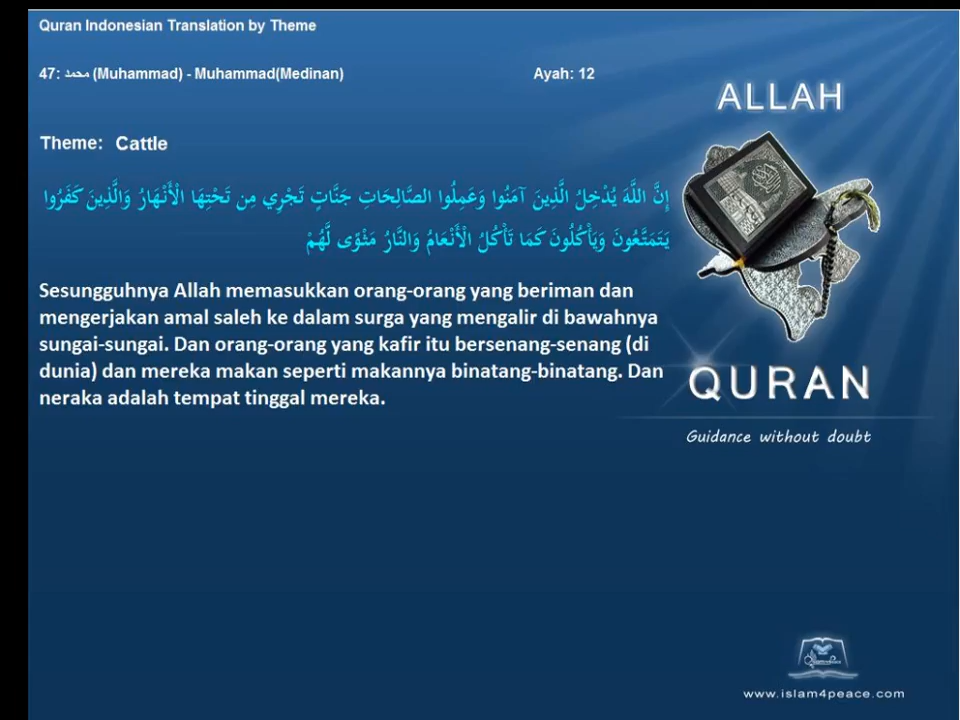 Quran Indonesian Translation by Theme
47: محمد (Muhammad) - Muhammad(Medinan) Ayah: 12
ALLAH
Theme: Cattle
إِنَّ اللَّهَ يُدْخِلُ الَّذِينَ آمَنُوا وَعَمِلُوا الصَّالِحَاتِ جَنَّاتٍ تَجْرِي مِن تَحْتِهَا الْأَنْهَارُ وَالَّذِينَ كَفَرُوا
يَتَمَتَّعُونَ وَيَأْكُلُونَ كَمَا تَأْكُلُ الْأَنْعَامُ وَالنَّارُ مَثْوًى لَّهُمْ
Sesungguhnya Allah memasukkan orang-orang yang beriman dan
mengerjakan amal saleh ke dalam surga yang mengalir di bawahnya
sungai-sungai. Dan orang-orang yang kafir itu bersenang-senang (di
dunia) dan mereka makan seperti makannya binatang-binatang. Dan
neraka adalah tempat tinggal mereka.
QURAN
Guidance without doubt
www.islam4peace.com